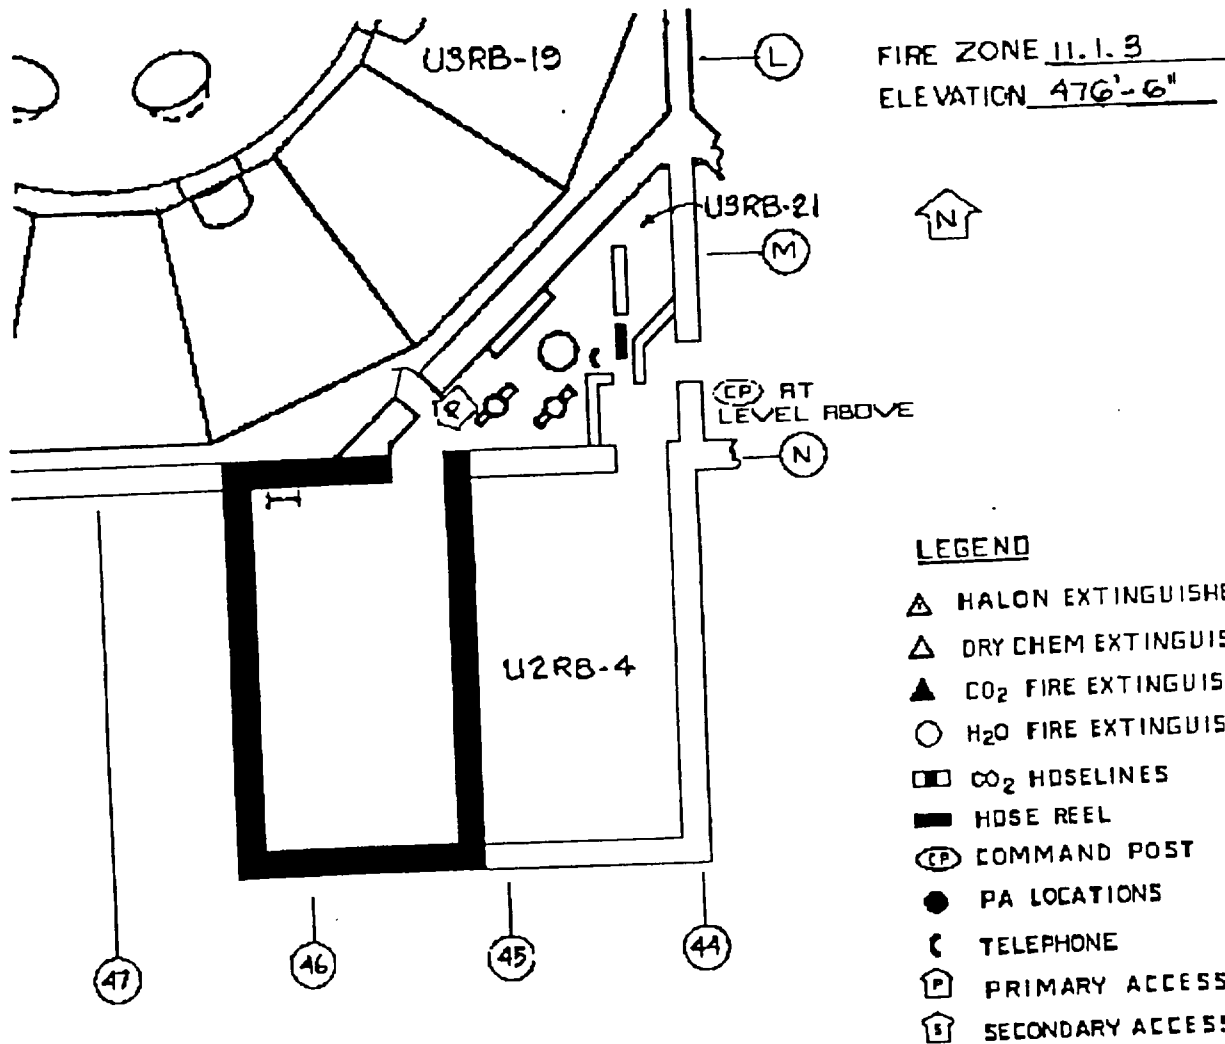 U3RB-19
L
FIRE ZONE 11.1.3
ELEVATION 476'-6"
N
U3RB-21
M
CP AT
LEVEL ABOVE
N
U2RB-4
LEGEND
HALON EXTINGUISHE
DRY CHEM EXTINGUIS
CO2 FIRE EXTINGUIS
H2O FIRE EXTINGUIS
CO2 HOSELINES
HOSE REEL
CP COMMAND POST
PA LOCATIONS
TELEPHONE
P PRIMARY ACCESS
S SECONDARY ACCESS
47
46
45
44